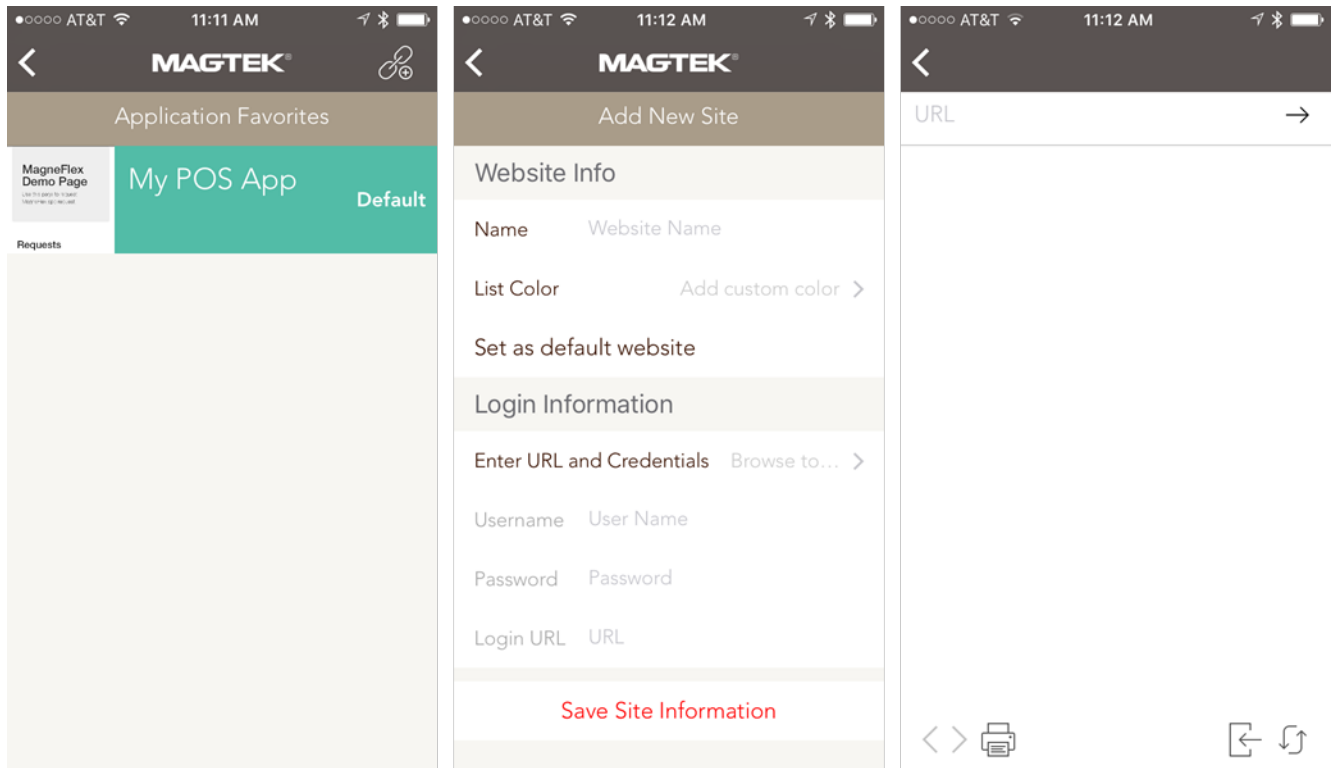 AT&T 11:11 AM
MAGTEK®
Application Favorites
MagneFlex
Demo Page
My POS App
Default
Requests
AT&T 11:12 AM
MAGTEK®
Add New Site
Website Info
Name Website Name
List Color Add custom color
Set as default website
Login Information
Enter URL and Credentials Browse to...
Username User Name
Password Password
Login URL URL
Save Site Information
AT&T 11:12 AM
URL